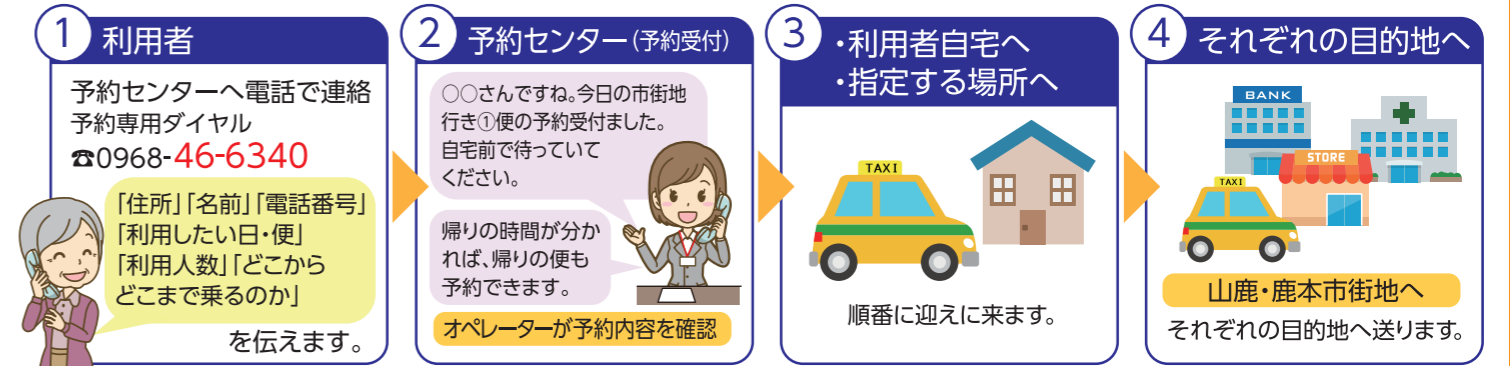 ① 利用者
予約センターへ電話で連絡
予約専用ダイヤル
☎0968-46-6340
「住所」「名前」「電話番号」
「利用したい日・便」
「利用人数」「どこから
どこまで乗るのか」
を伝えます。
② 予約センター(予約受付)
○○さんですね。今日の市街地
行き①便の予約受付ました。
自宅前で待っていて
ください。
帰りの時間が分か
れば、帰りの便も
予約できます。
オペレーターが予約内容を確認
③ ・利用者自宅へ
・指定する場所へ
TAXI
順番に迎えに来ます。
④ それぞれの目的地へ
BANK
STORE
TAXI
山鹿・鹿本市街地へ
それぞれの目的地へ送ります。